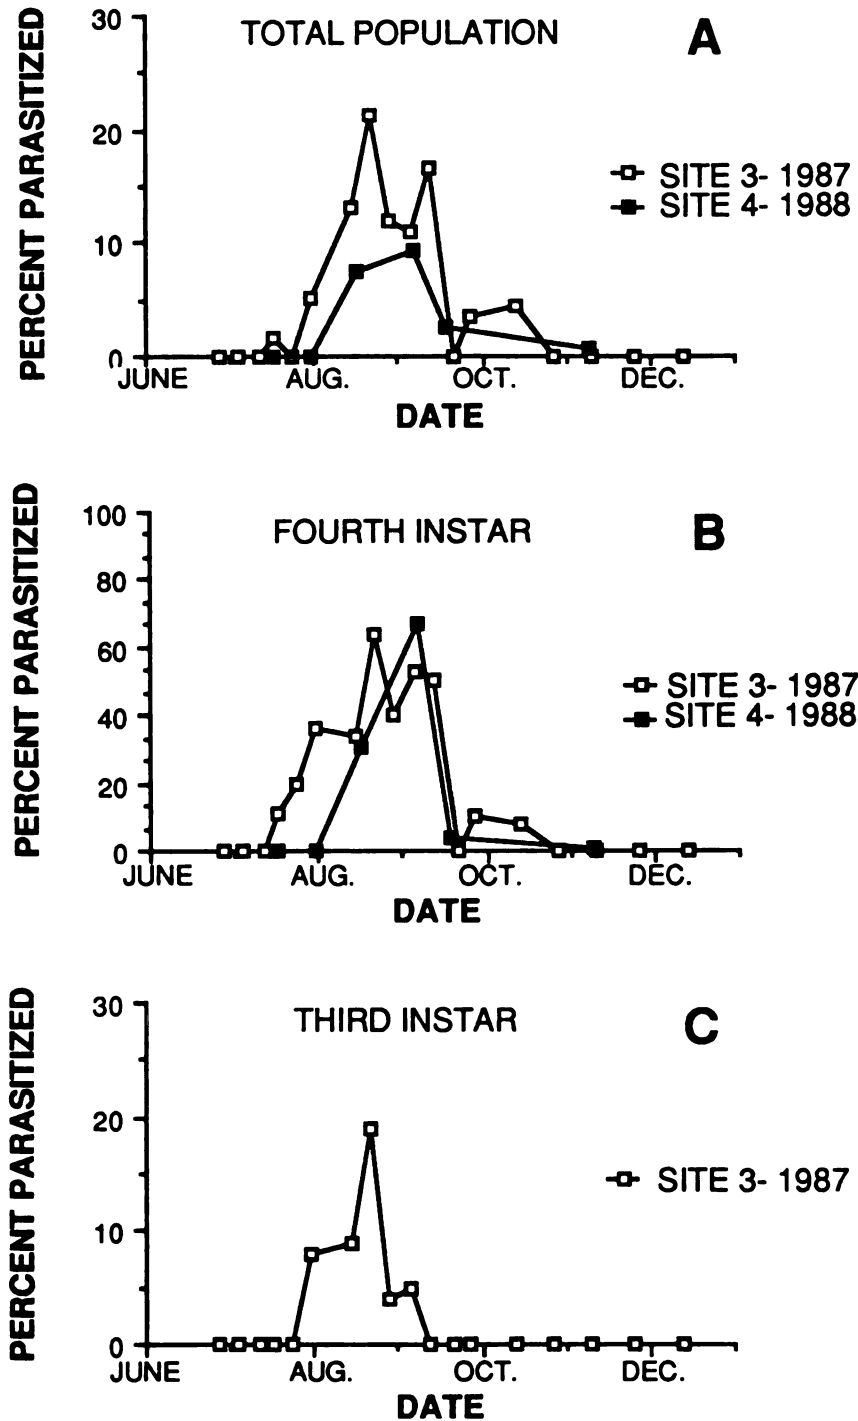 TOTAL POPULATION
A
PERCENT PARASITIZED
30
20
10
0
SITE 3- 1987
SITE 4- 1988
JUNE AUG. OCT. DEC.
DATE
FOURTH INSTAR
B
PERCENT PARASITIZED
100
80
60
40
20
0
SITE 3- 1987
SITE 4- 1988
JUNE AUG. OCT. DEC.
DATE
THIRD INSTAR
C
PERCENT PARASITIZED
30
20
10
0
SITE 3- 1987
JUNE AUG. OCT. DEC.
DATE